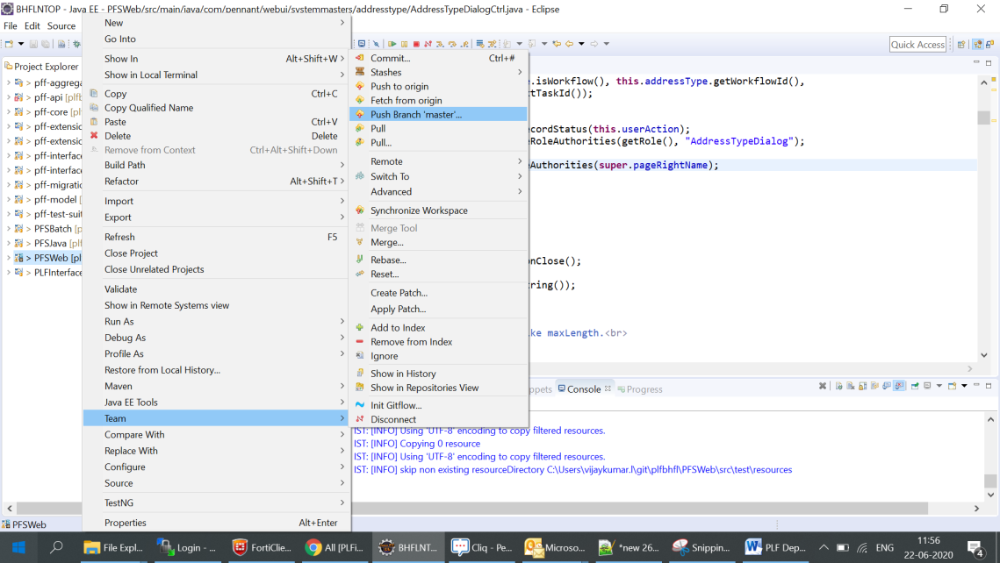 BHFLNTOP - Java EE - PFSWeb/src/main/java/com/pennant/webui/systemmasters/addresstype/AddressTypeDialogCtrl.java - Eclipse
File Edit Source
Quick Access
Project Explorer
> pff-aggrega
> pff-api [plfb
> pff-core [plf
> pff-extensio
> pff-extensio
> pff-interface
> pff-interface
> pff-migratio
> pff-model [
> pff-test-suit
> PFSBatch [p
> PFSJava [plf
> PFSWeb [pl
> PLFInterface
New
Go Into
Show In Alt+Shift+W
Show in Local Terminal
Copy Ctrl+C
Copy Qualified Name
Paste Ctrl+V
Delete Delete
Remove from Context Ctrl+Alt+Shift+Down
Build Path
Refactor Alt+Shift+T
Import
Export
Refresh F5
Close Project
Close Unrelated Projects
Validate
Show in Remote Systems view
Run As
Debug As
Profile As
Restore from Local History...
Maven
Java EE Tools
Team
Compare With
Replace With
Configure
Source
TestNG
Properties Alt+Enter
Commit... Ctrl+#
Stashes
Push to origin
Fetch from origin
Push Branch 'master'...
Pull
Pull...
Remote
Switch To
Advanced
Synchronize Workspace
Merge Tool
Merge...
Rebase...
Reset...
Create Patch...
Apply Patch...
Add to Index
Remove from Index
Ignore
Show in History
Show in Repositories View
Init Gitflow...
Disconnect
.isWorkflow(), this.addressType.getWorkflowId(),
tTaskId());
cordStatus(this.userAction);
RoleAuthorities(getRole(), "AddressTypeDialog");
Authorities(super.pageRightName);
nClose();
ring());
ke maxLength.<br>
ppets Console Progress
IST: [INFO] Using 'UTF-8' encoding to copy filtered resources.
IST: [INFO] Copying 0 resource
IST: [INFO] Using 'UTF-8' encoding to copy filtered resources.
IST: [INFO] skip non existing resourceDirectory C:\Users\vijaykumar.l\git\plfbhfl\PFSWeb\src\test\resources
PFSWeb
File Expl... Login - ... FortiClie... All [PLFi... BHFLNT... Cliq - Pe... Microso... *new 26... Snippin... PLF Dep... ENG
11:56
22-06-2020
4